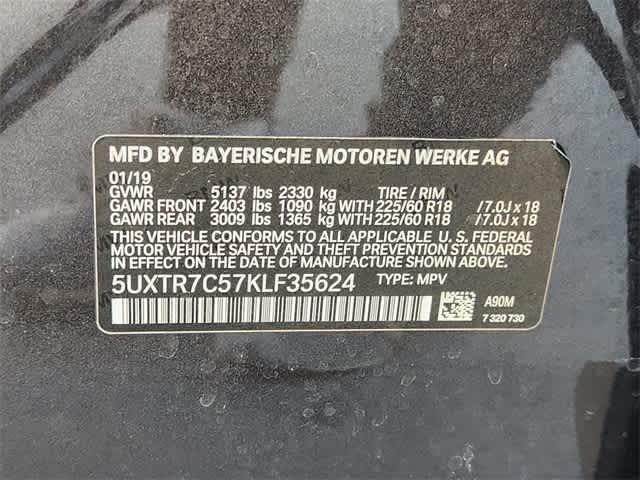 MFD BY BAYERISCHE MOTOREN WERKE AG
01/19
GVWR 5137 lbs 2330 kg TIRE / RIM
GAWR FRONT 2403 lbs 1090 kg WITH 225/60 R18 /7.0J x 18
GAWR REAR 3009 lbs 1365 kg WITH 225/60 R18 /7.0J x 18
THIS VEHICLE CONFORMS TO ALL APPLICABLE U. S. FEDERAL
MOTOR VEHICLE SAFETY AND THEFT PREVENTION STANDARDS
IN EFFECT ON THE DATE OF MANUFACTURE SHOWN ABOVE.
5UXTR7C57KLF35624 TYPE: MPV
A90M
7 320 730